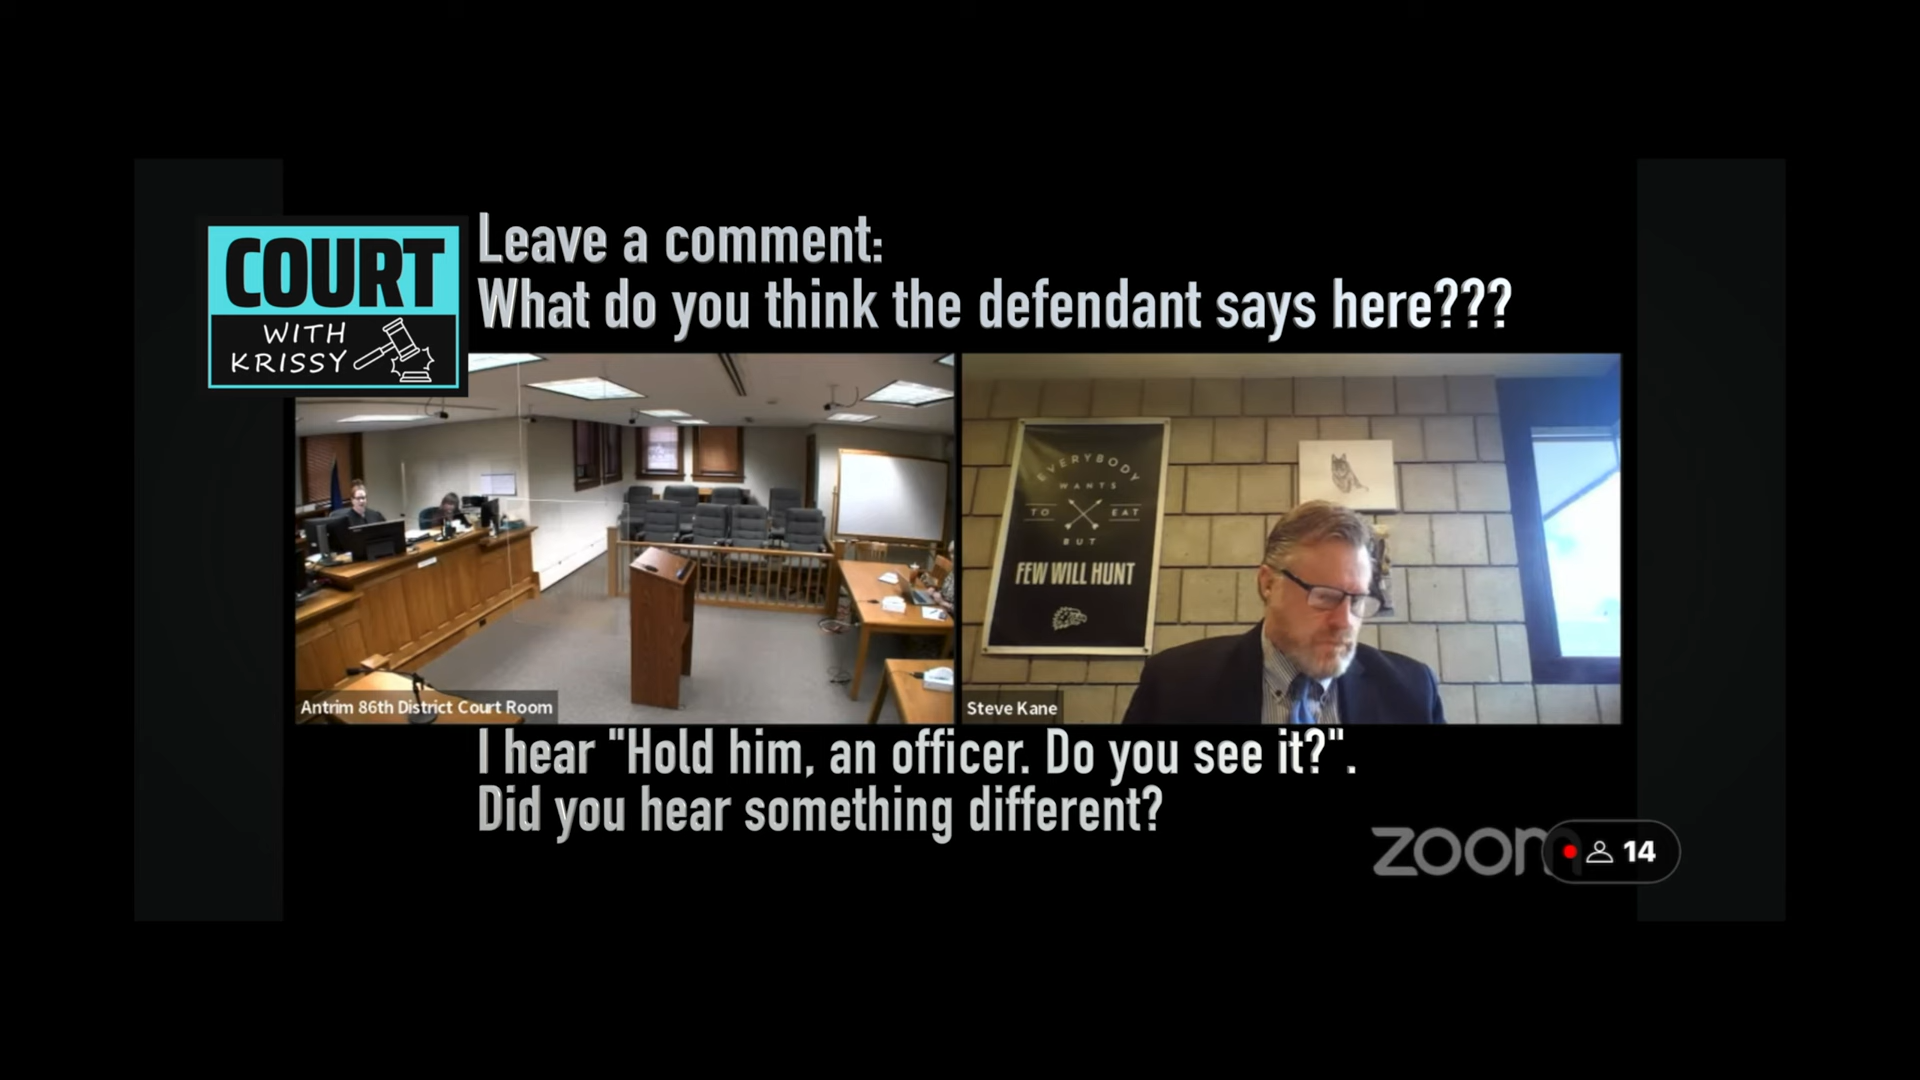 COURT
WITH
KRISSY
Leave a comment:
What do you think the defendant says here???
EVERYBODY
WANTS
TO EAT
BUT
FEW WILL HUNT
Antrim 86th District Court Room
Steve Kane
I hear "Hold him, an officer. Do you see it?".
Did you hear something different?
zoom
14